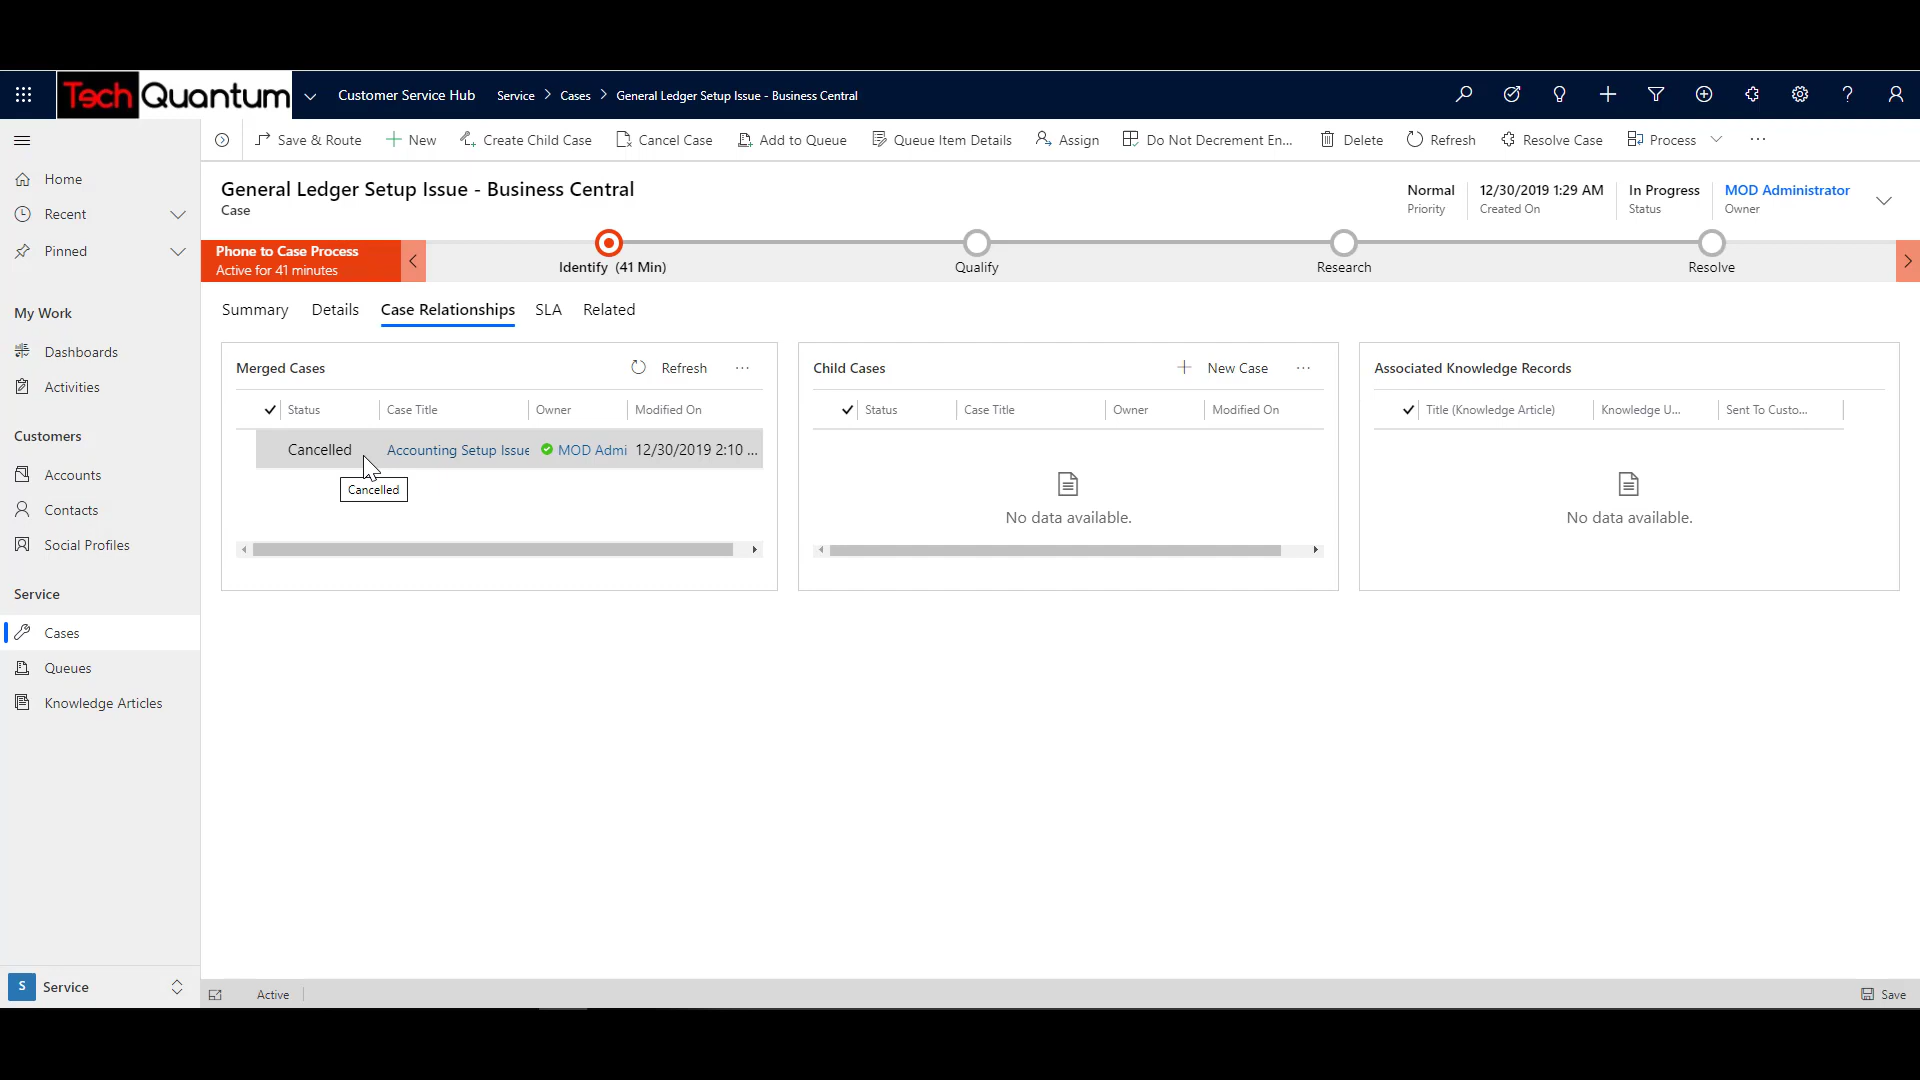 Tech Quantum
Customer Service Hub
Service > Cases > General Ledger Setup Issue - Business Central
Save & Route
New
Create Child Case
Cancel Case
Add to Queue
Queue Item Details
Assign
Do Not Decrement En...
Delete
Refresh
Resolve Case
Process
Home
Recent
Pinned
My Work
Dashboards
Activities
Customers
Accounts
Contacts
Social Profiles
Service
Cases
Queues
Knowledge Articles
S
Service
General Ledger Setup Issue - Business Central
Case
Normal
Priority
12/30/2019 1:29 AM
Created On
In Progress
Status
MOD Administrator
Owner
Phone to Case Process
Active for 41 minutes
Identify (41 Min)
Qualify
Research
Resolve
Summary
Details
Case Relationships
SLA
Related
Merged Cases
Refresh
...
Status
Case Title
Owner
Modified On
Cancelled
Accounting Setup Issue
MOD Admi
12/30/2019 2:10 ...
Cancelled
Child Cases
New Case
...
Status
Case Title
Owner
Modified On
No data available.
Associated Knowledge Records
Title (Knowledge Article)
Knowledge U...
Sent To Custo...
No data available.
Active
Save